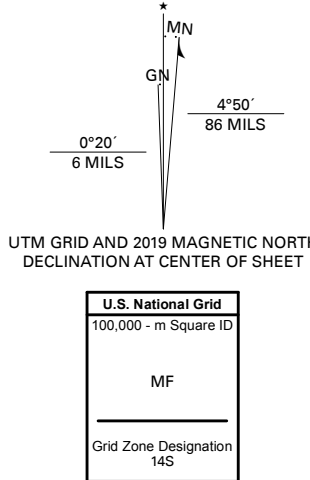 MN
GN
4°50´
86 MILS
0°20´
6 MILS
UTM GRID AND 2019 MAGNETIC NORTH
DECLINATION AT CENTER OF SHEET
U.S. National Grid
100,000 - m Square ID
MF
Grid Zone Designation
14S